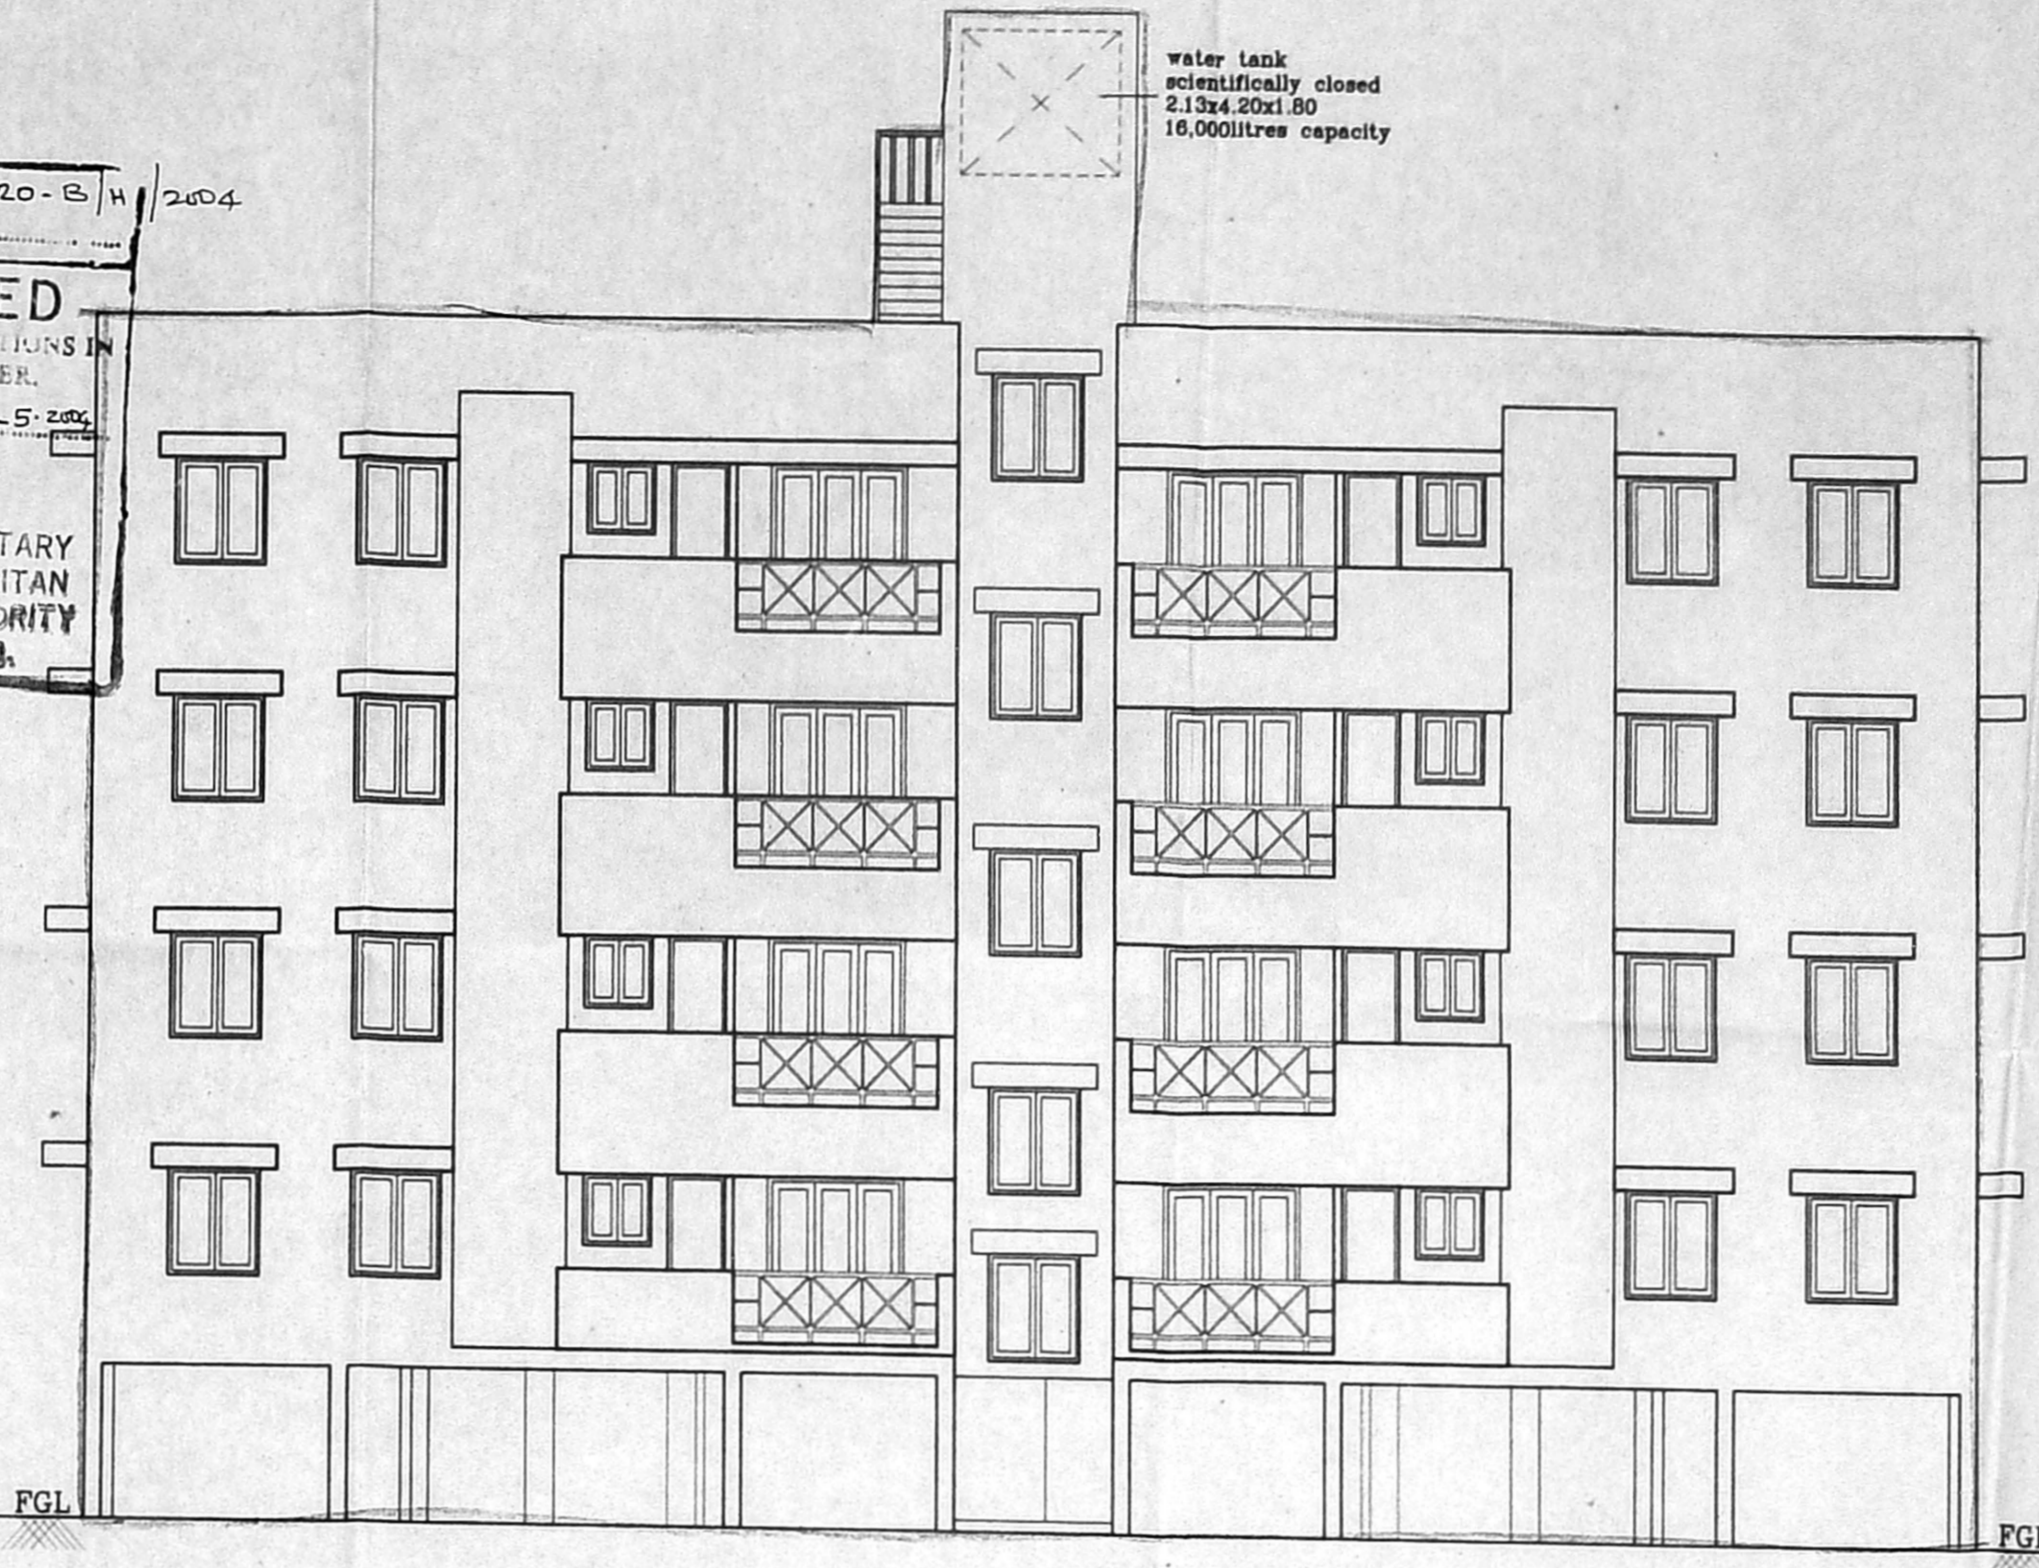 water tank
scientifically closed
2.13x4.20x1.80
16,000litres capacity
20-B/H/2004
ED
TIONS IN
ER.
5.2004
TARY
ITAN
ORITY
FGL
FGL